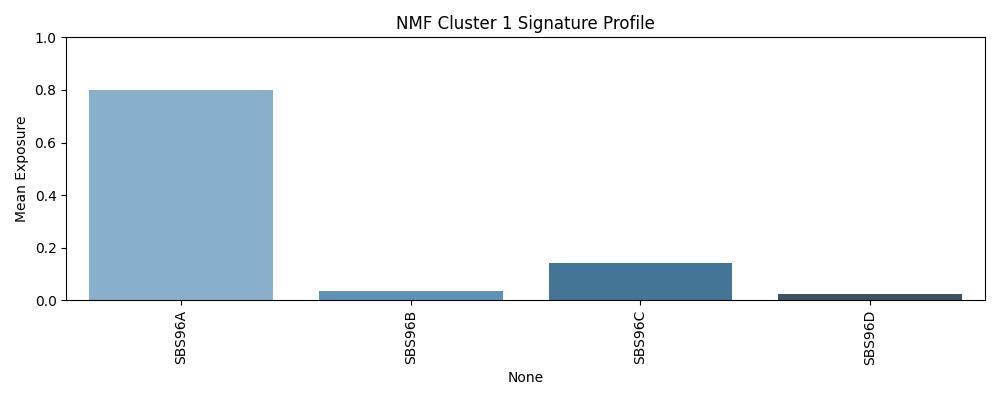 NMF Cluster 1 Signature Profile
1.0
0.8
0.6
0.4
0.2
0.0
Mean Exposure
SBS96A
SBS96B
SBS96C
SBS96D
None